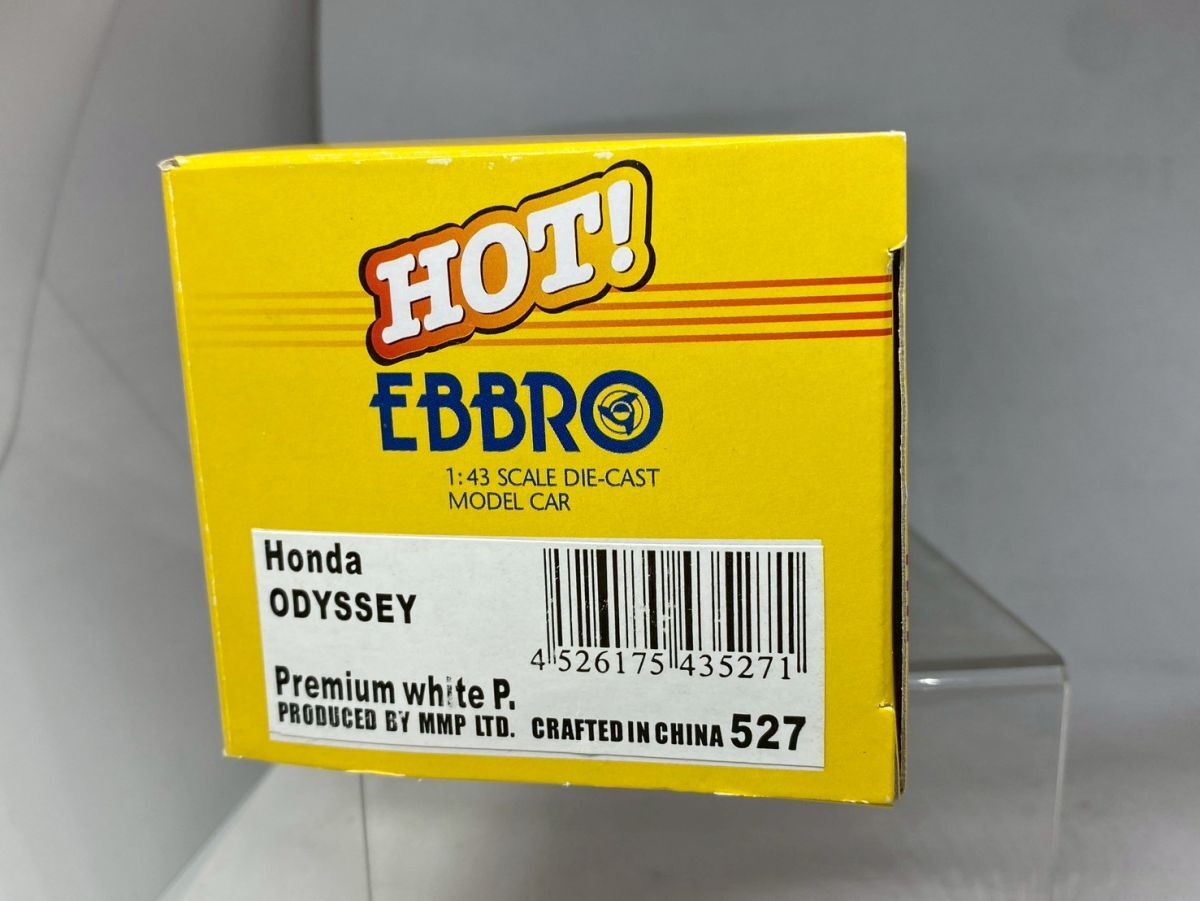 HOT!
EBBRO
1:43 SCALE DIE-CAST
MODEL CAR
Honda
ODYSSEY
4 526175 435271
Premium white P.
PRODUCED BY MMP LTD. CRAFTED IN CHINA 527